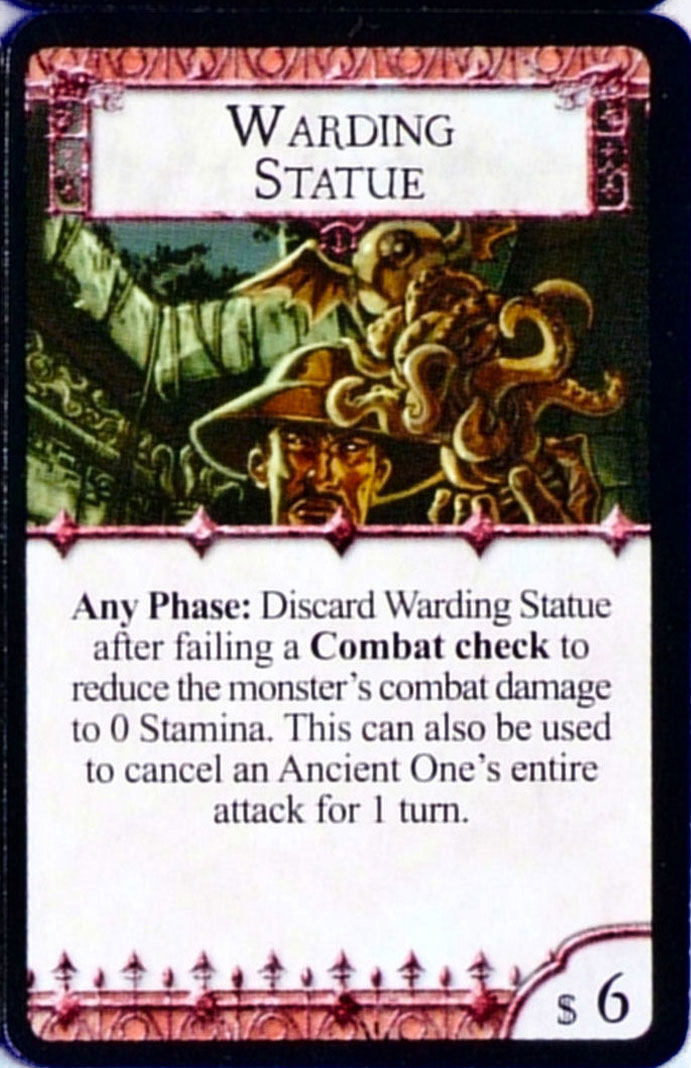 WARDING
STATUE
Any Phase: Discard Warding Statue
after failing a Combat check to
reduce the monster's combat damage
to 0 Stamina. This can also be used
to cancel an Ancient One's entire
attack for 1 turn.
$ 6